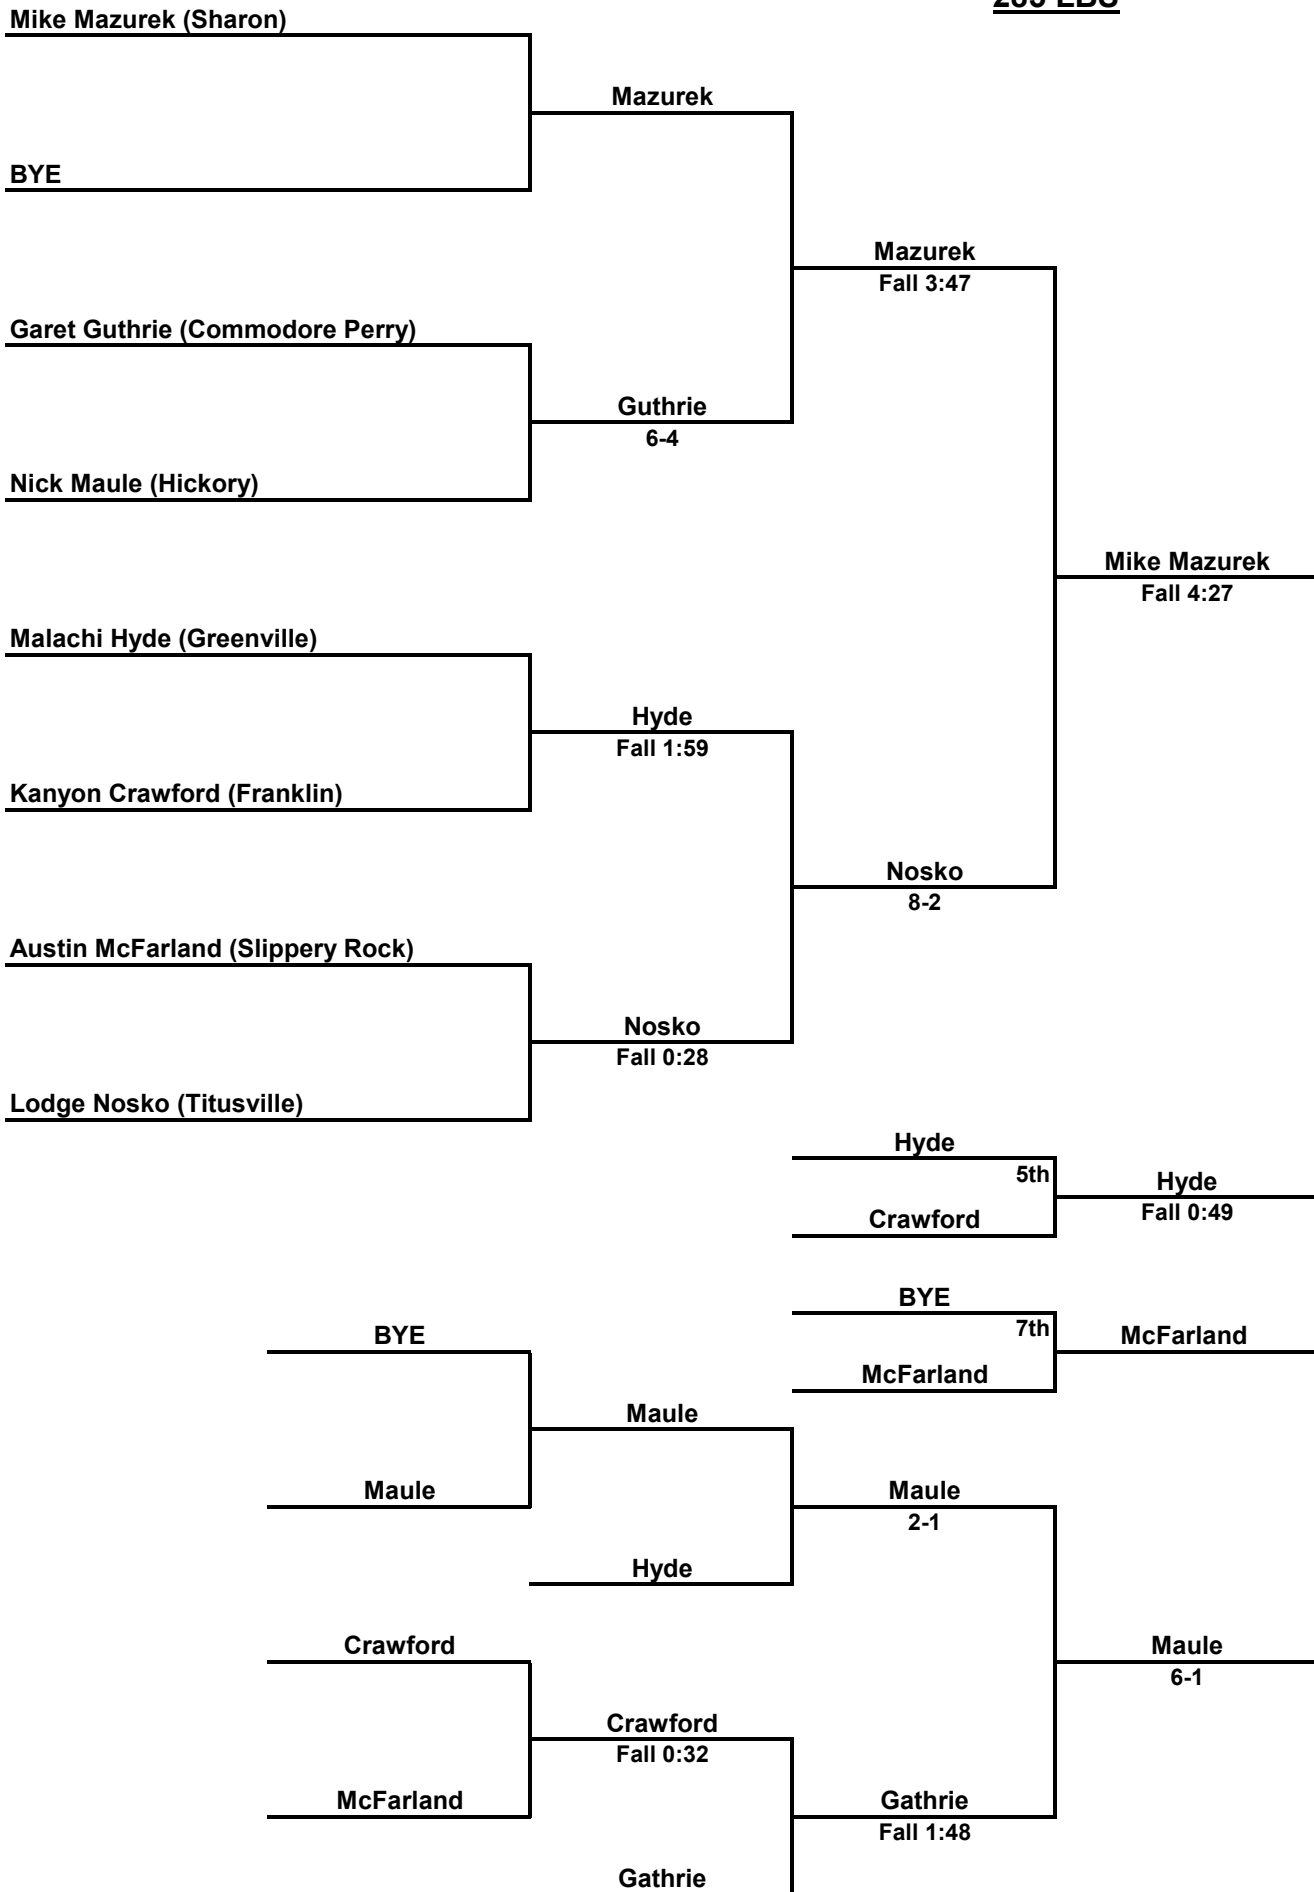 Mike Mazurek (Sharon)
Mazurek
BYE
Mazurek
Fall 3:47
Garet Guthrie (Commodore Perry)
Guthrie
6-4
Nick Maule (Hickory)
Mike Mazurek
Fall 4:27
Malachi Hyde (Greenville)
Hyde
Fall 1:59
Kanyon Crawford (Franklin)
Nosko
8-2
Austin McFarland (Slippery Rock)
Nosko
Fall 0:28
Lodge Nosko (Titusville)
Hyde
5th
Hyde
Fall 0:49
Crawford
BYE
7th
McFarland
BYE
McFarland
Maule
Maule
Maule
2-1
Hyde
Crawford
Maule
6-1
Crawford
Fall 0:32
McFarland
Gathrie
Fall 1:48
Gathrie